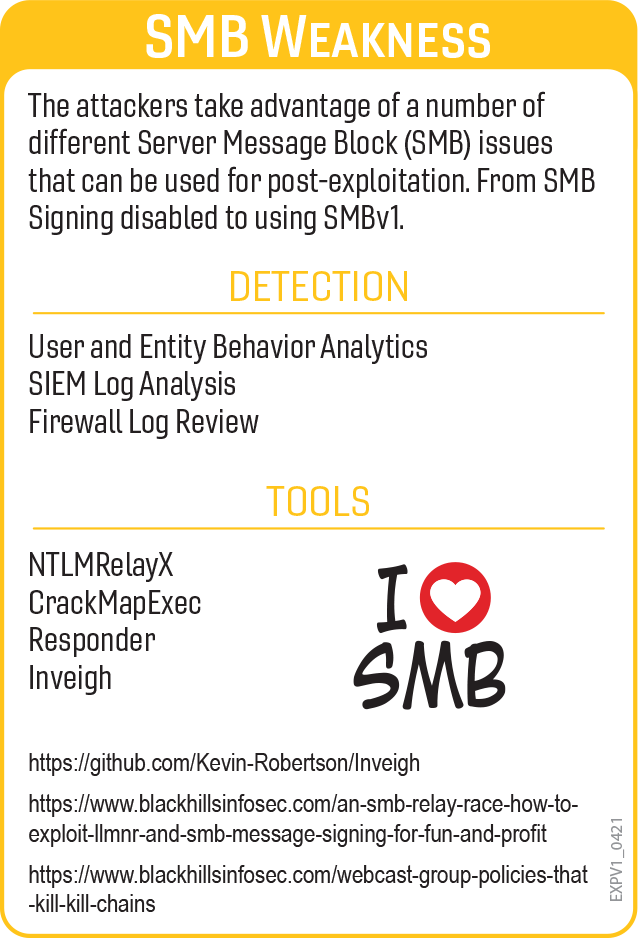 SMB WEAKNESS
The attackers take advantage of a number of
different Server Message Block (SMB) issues
that can be used for post-exploitation. From SMB
Signing disabled to using SMBv1.
DETECTION
User and Entity Behavior Analytics
SIEM Log Analysis
Firewall Log Review
TOOLS
NTLMRelayX
CrackMapExec
Responder
Inveigh
I
SMB
https://github.com/Kevin-Robertson/Inveigh
https://www.blackhillsinfosec.com/an-smb-relay-race-how-to-
exploit-llmnr-and-smb-message-signing-for-fun-and-profit
https://www.blackhillsinfosec.com/webcast-group-policies-that
-kill-kill-chains
EXPV1_0421